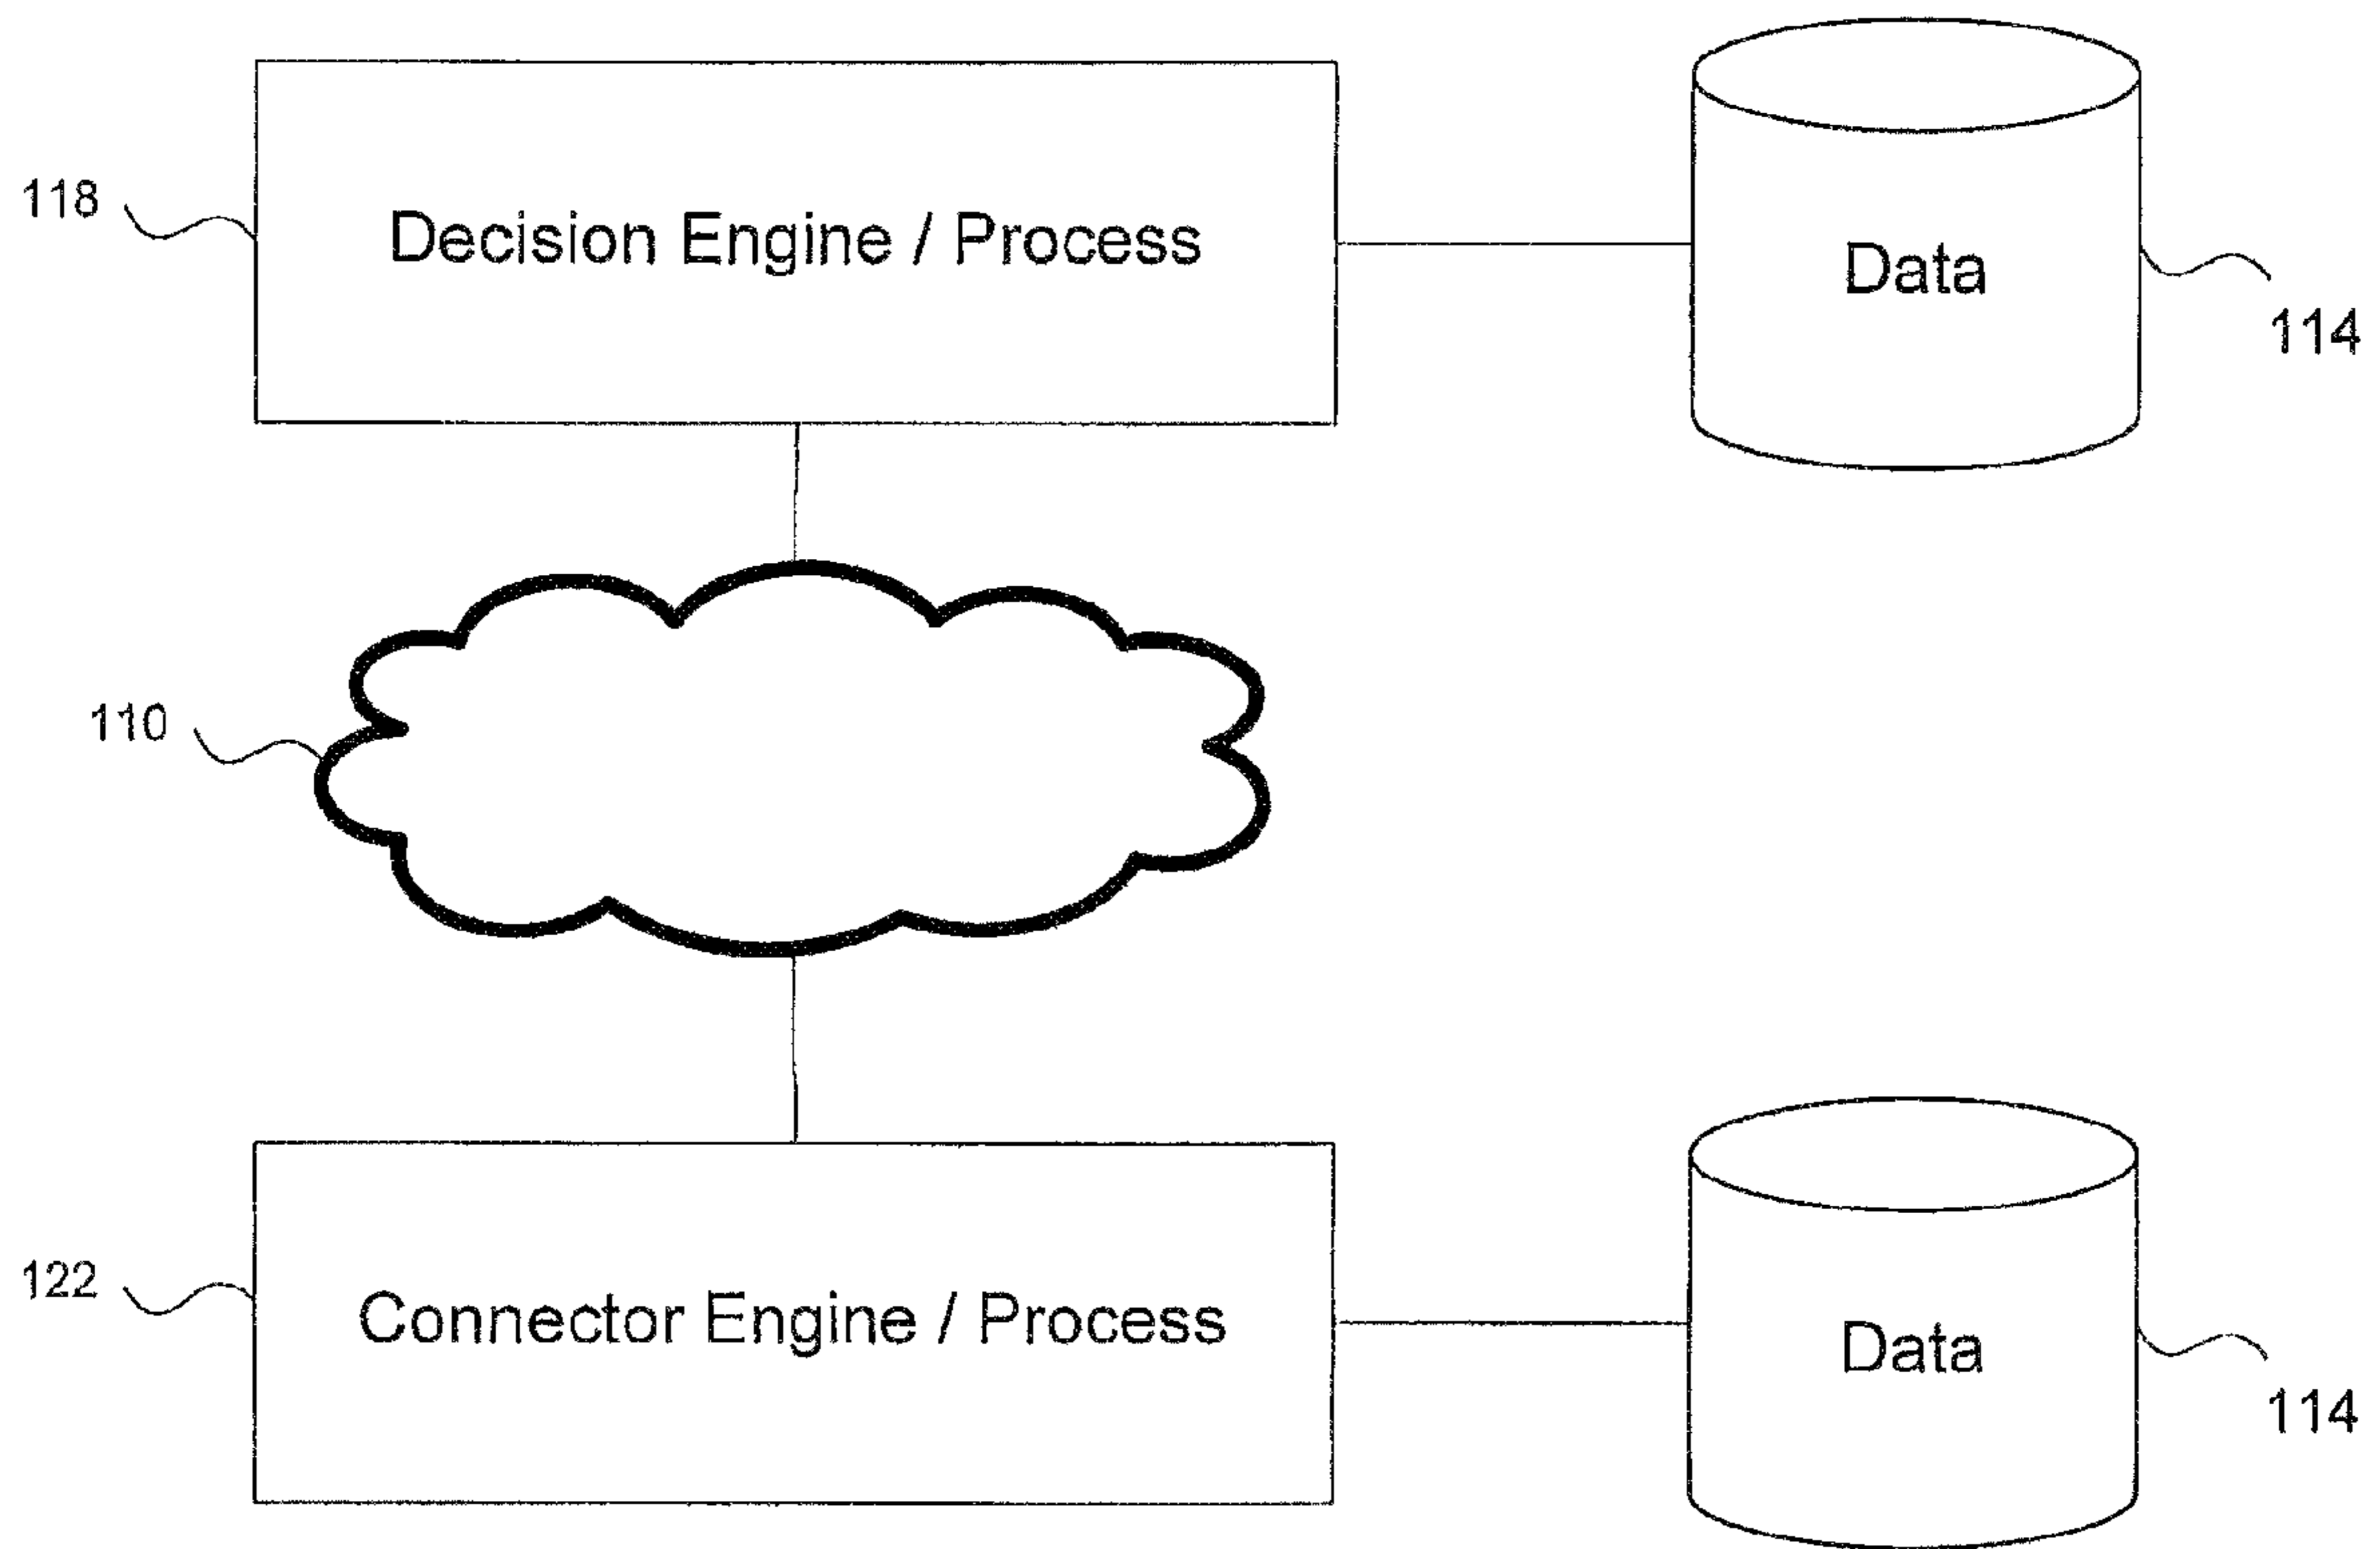 118
Decision Engine / Process
Data
114
110
122
Connector Engine / Process
Data
114